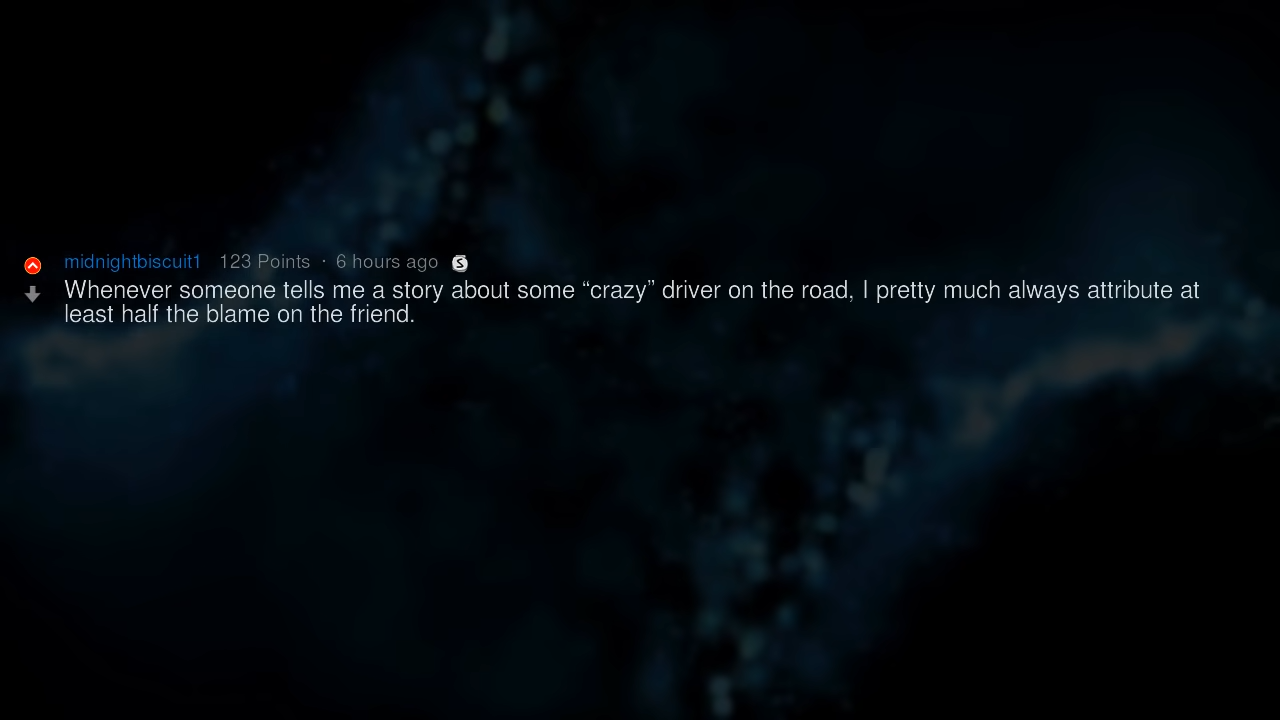 midnightbiscuit1 123 Points · 6 hours ago S
Whenever someone tells me a story about some “crazy” driver on the road, I pretty much always attribute at
least half the blame on the friend.